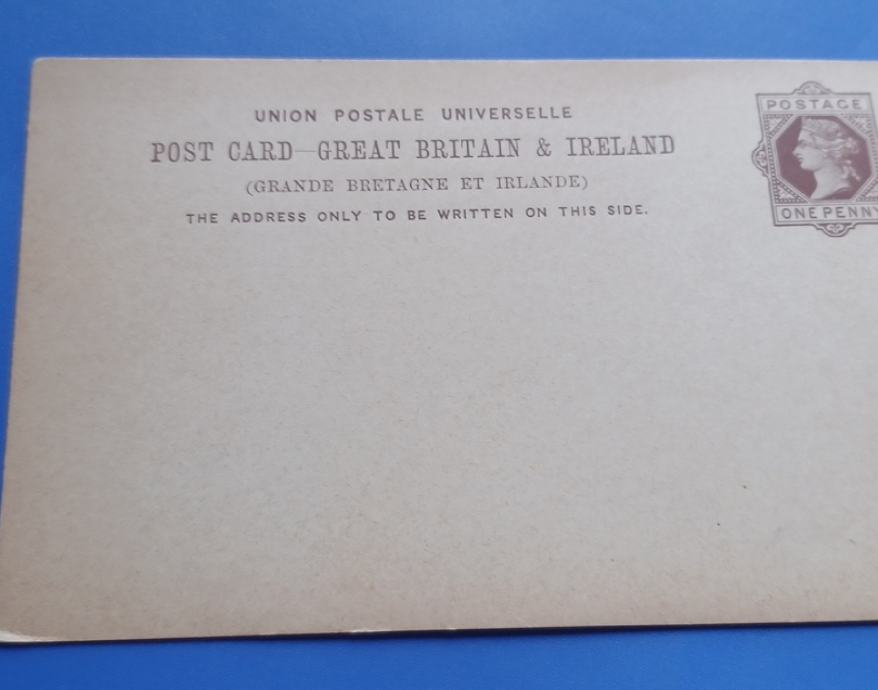 UNION POSTALE UNIVERSELLE
POST CARD—GREAT BRITAIN & IRELAND
(GRANDE BRETAGNE ET IRLANDE)
THE ADDRESS ONLY TO BE WRITTEN ON THIS SIDE.
POSTAGE
ONE PENNY